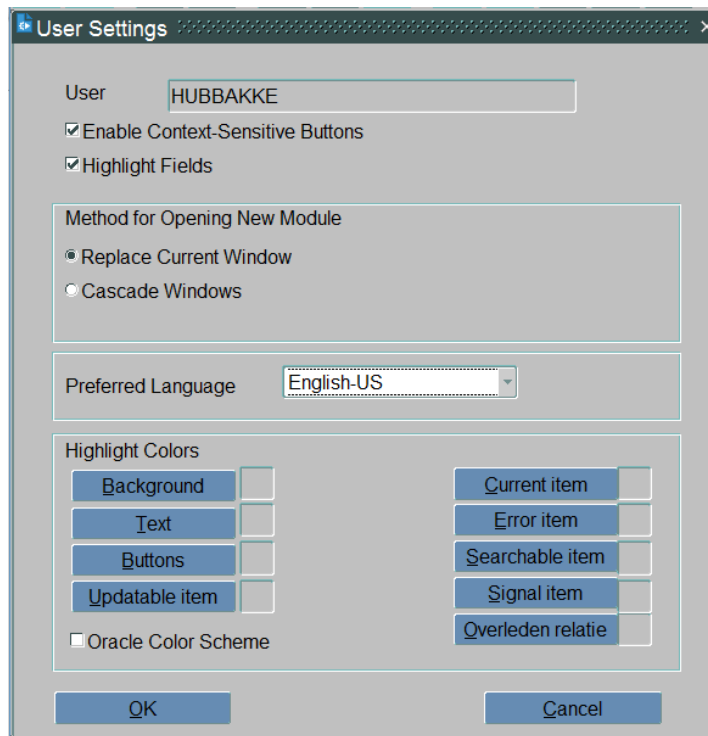 User Settings
User HUBBAKKE
Enable Context-Sensitive Buttons
Highlight Fields
Method for Opening New Module
Replace Current Window
Cascade Windows
Preferred Language English-US
Highlight Colors
Background Current item
Text Error item
Buttons Searchable item
Updatable item Signal item
Oracle Color Scheme Overleden relatie
OK Cancel